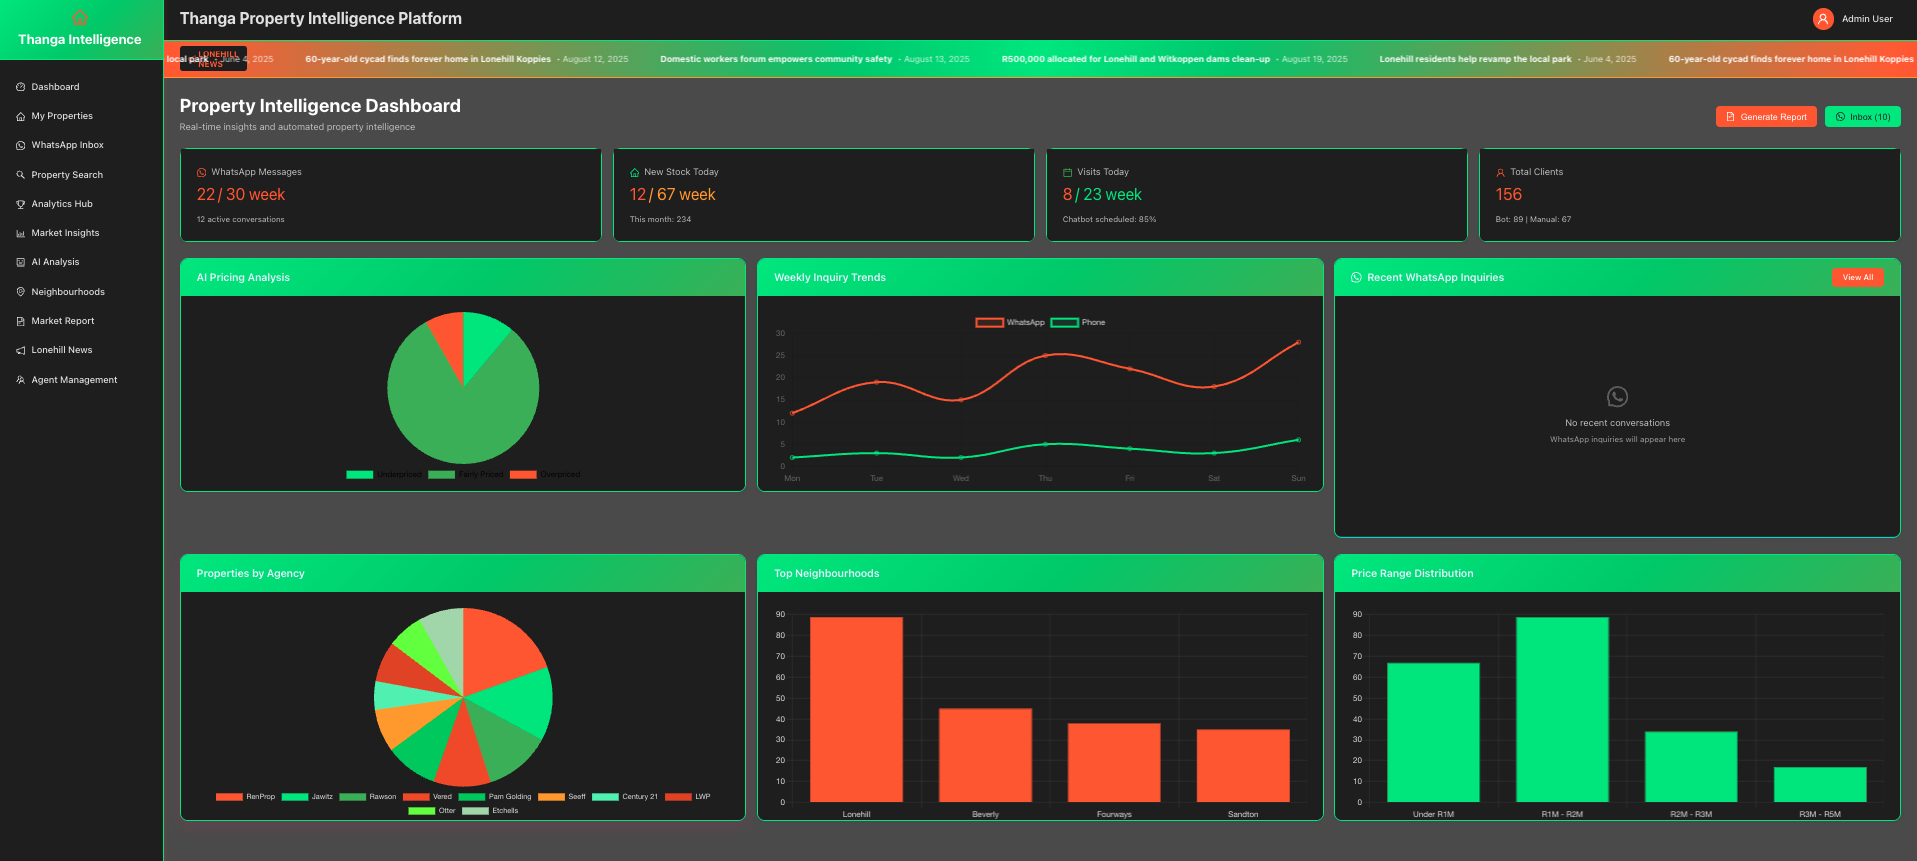 Thanga Intelligence
Dashboard
My Properties
WhatsApp Inbox
Property Search
Analytics Hub
Market Insights
AI Analysis
Neighbourhoods
Market Report
Lonehill News
Agent Management
Thanga Property Intelligence Platform
Admin User
LONEHILL
NEWS
local park • June 4, 2025 60-year-old cycad finds forever home in Lonehill Koppies • August 12, 2025 Domestic workers forum empowers community safety • August 13, 2025 R500,000 allocated for Lonehill and Witkoppen dams clean-up • August 19, 2025 Lonehill residents help revamp the local park • June 4, 2025 60-year-old cycad finds forever home in Lonehill Koppies
Property Intelligence Dashboard
Real-time insights and automated property intelligence
Generate Report
Inbox (10)
WhatsApp Messages
22 / 30 week
12 active conversations
New Stock Today
12 / 67 week
This month: 234
Visits Today
8 / 23 week
Chatbot scheduled: 85%
Total Clients
156
Bot: 89 | Manual: 67
AI Pricing Analysis
Underpriced Fairly Priced Overpriced
Weekly Inquiry Trends
WhatsApp Phone
30
25
20
15
10
5
0
Mon Tue Wed Thu Fri Sat Sun
Recent WhatsApp Inquiries
View All
No recent conversations
WhatsApp inquiries will appear here
Properties by Agency
RenProp Jawitz Rawson Vered Pam Golding Seeff Century 21 LWP
Otter Etchells
Top Neighbourhoods
90
80
70
60
50
40
30
20
10
0
Lonehill Beverly Fourways Sandton
Price Range Distribution
90
80
70
60
50
40
30
20
10
0
Under R1M R1M - R2M R2M - R3M R3M - R5M